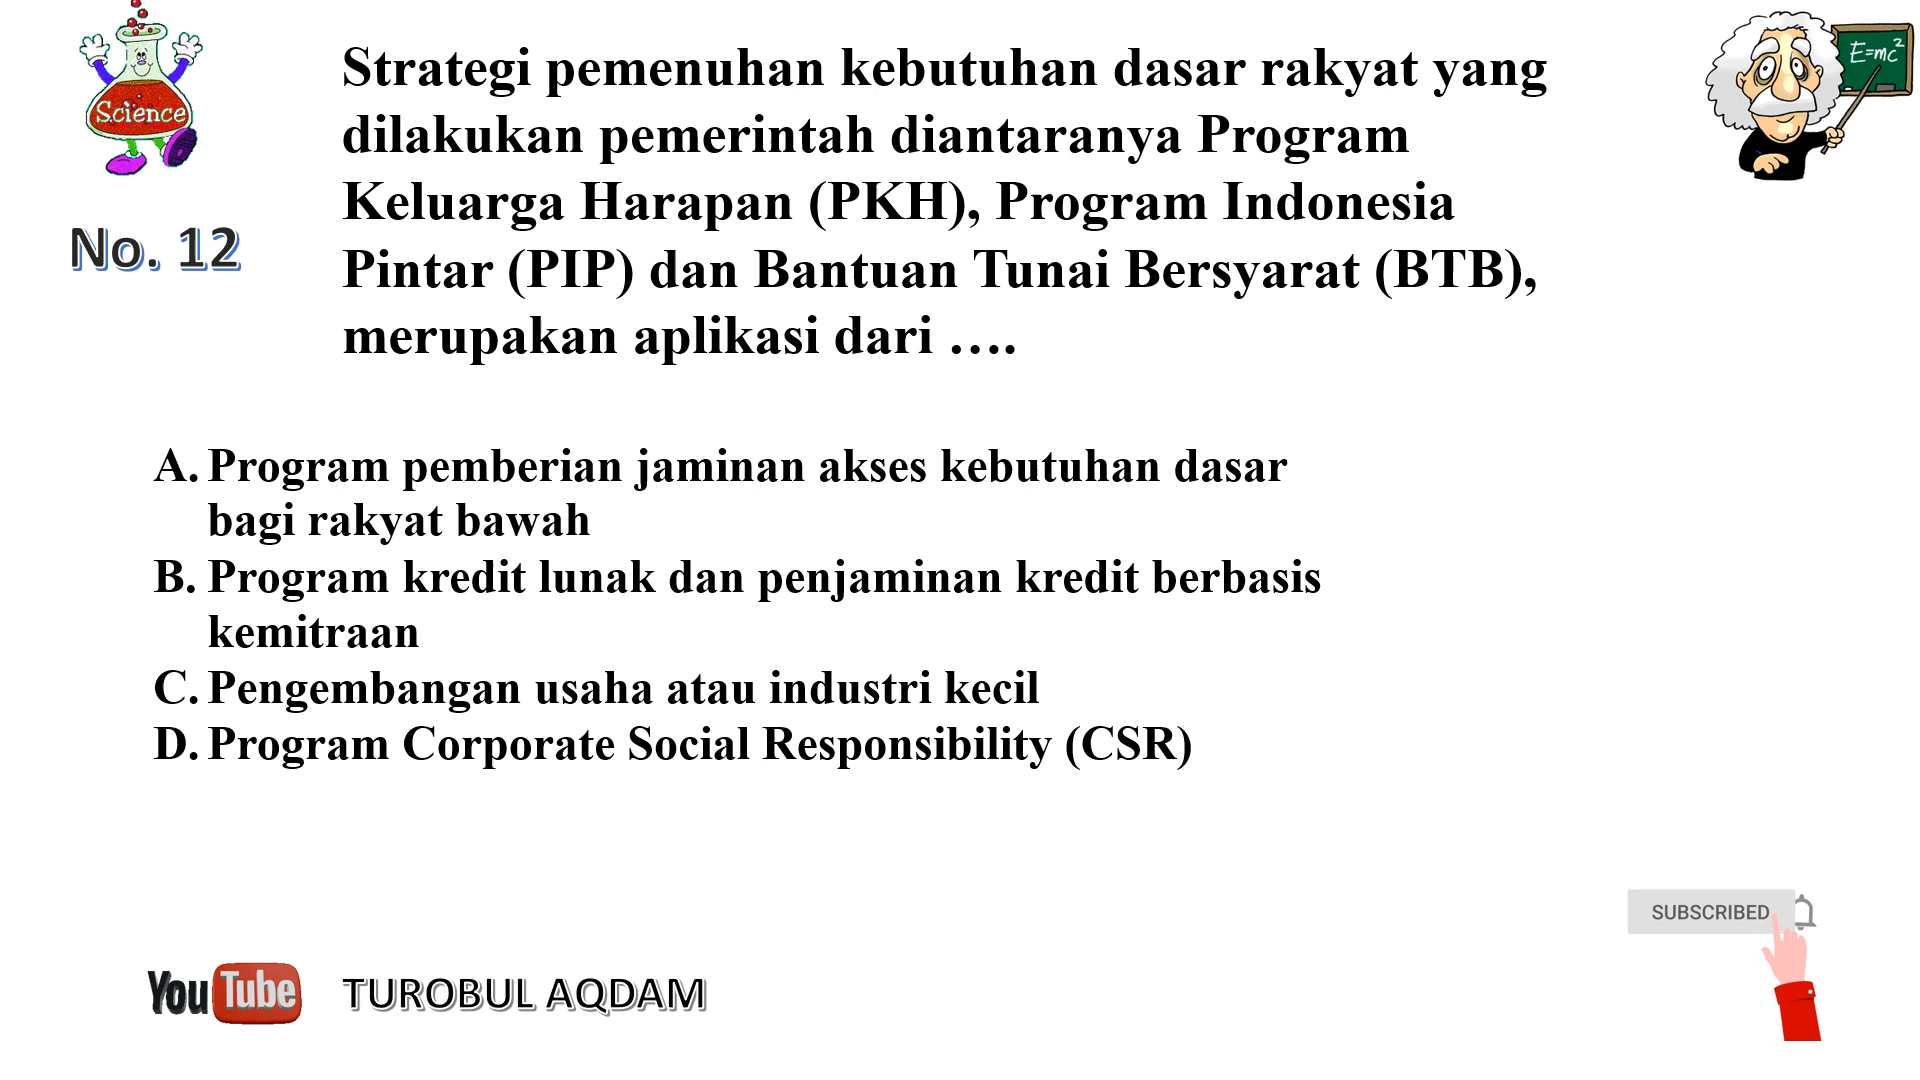 Science
E=mc²
No. 12
Strategi pemenuhan kebutuhan dasar rakyat yang
dilakukan pemerintah diantaranya Program
Keluarga Harapan (PKH), Program Indonesia
Pintar (PIP) dan Bantuan Tunai Bersyarat (BTB),
merupakan aplikasi dari ….
A. Program pemberian jaminan akses kebutuhan dasar
bagi rakyat bawah
B. Program kredit lunak dan penjaminan kredit berbasis
kemitraan
C. Pengembangan usaha atau industri kecil
D. Program Corporate Social Responsibility (CSR)
SUBSCRIBED
YouTube
TUROBUL AQDAM